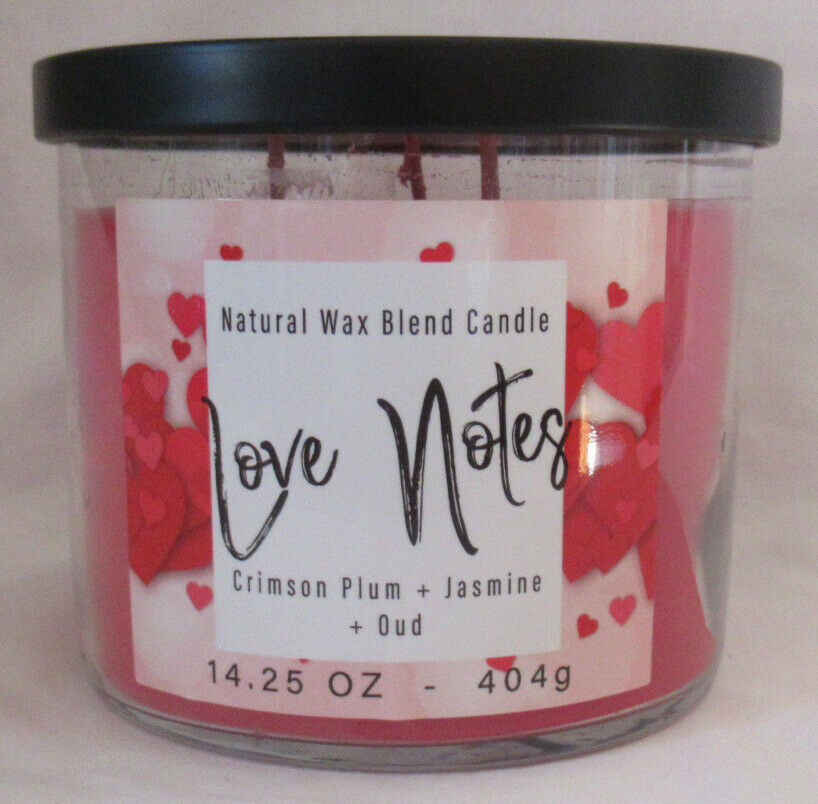 Natural Wax Blend Candle
Love Notes
Crimson Plum + Jasmine
+ Oud
14.25 OZ - 404g